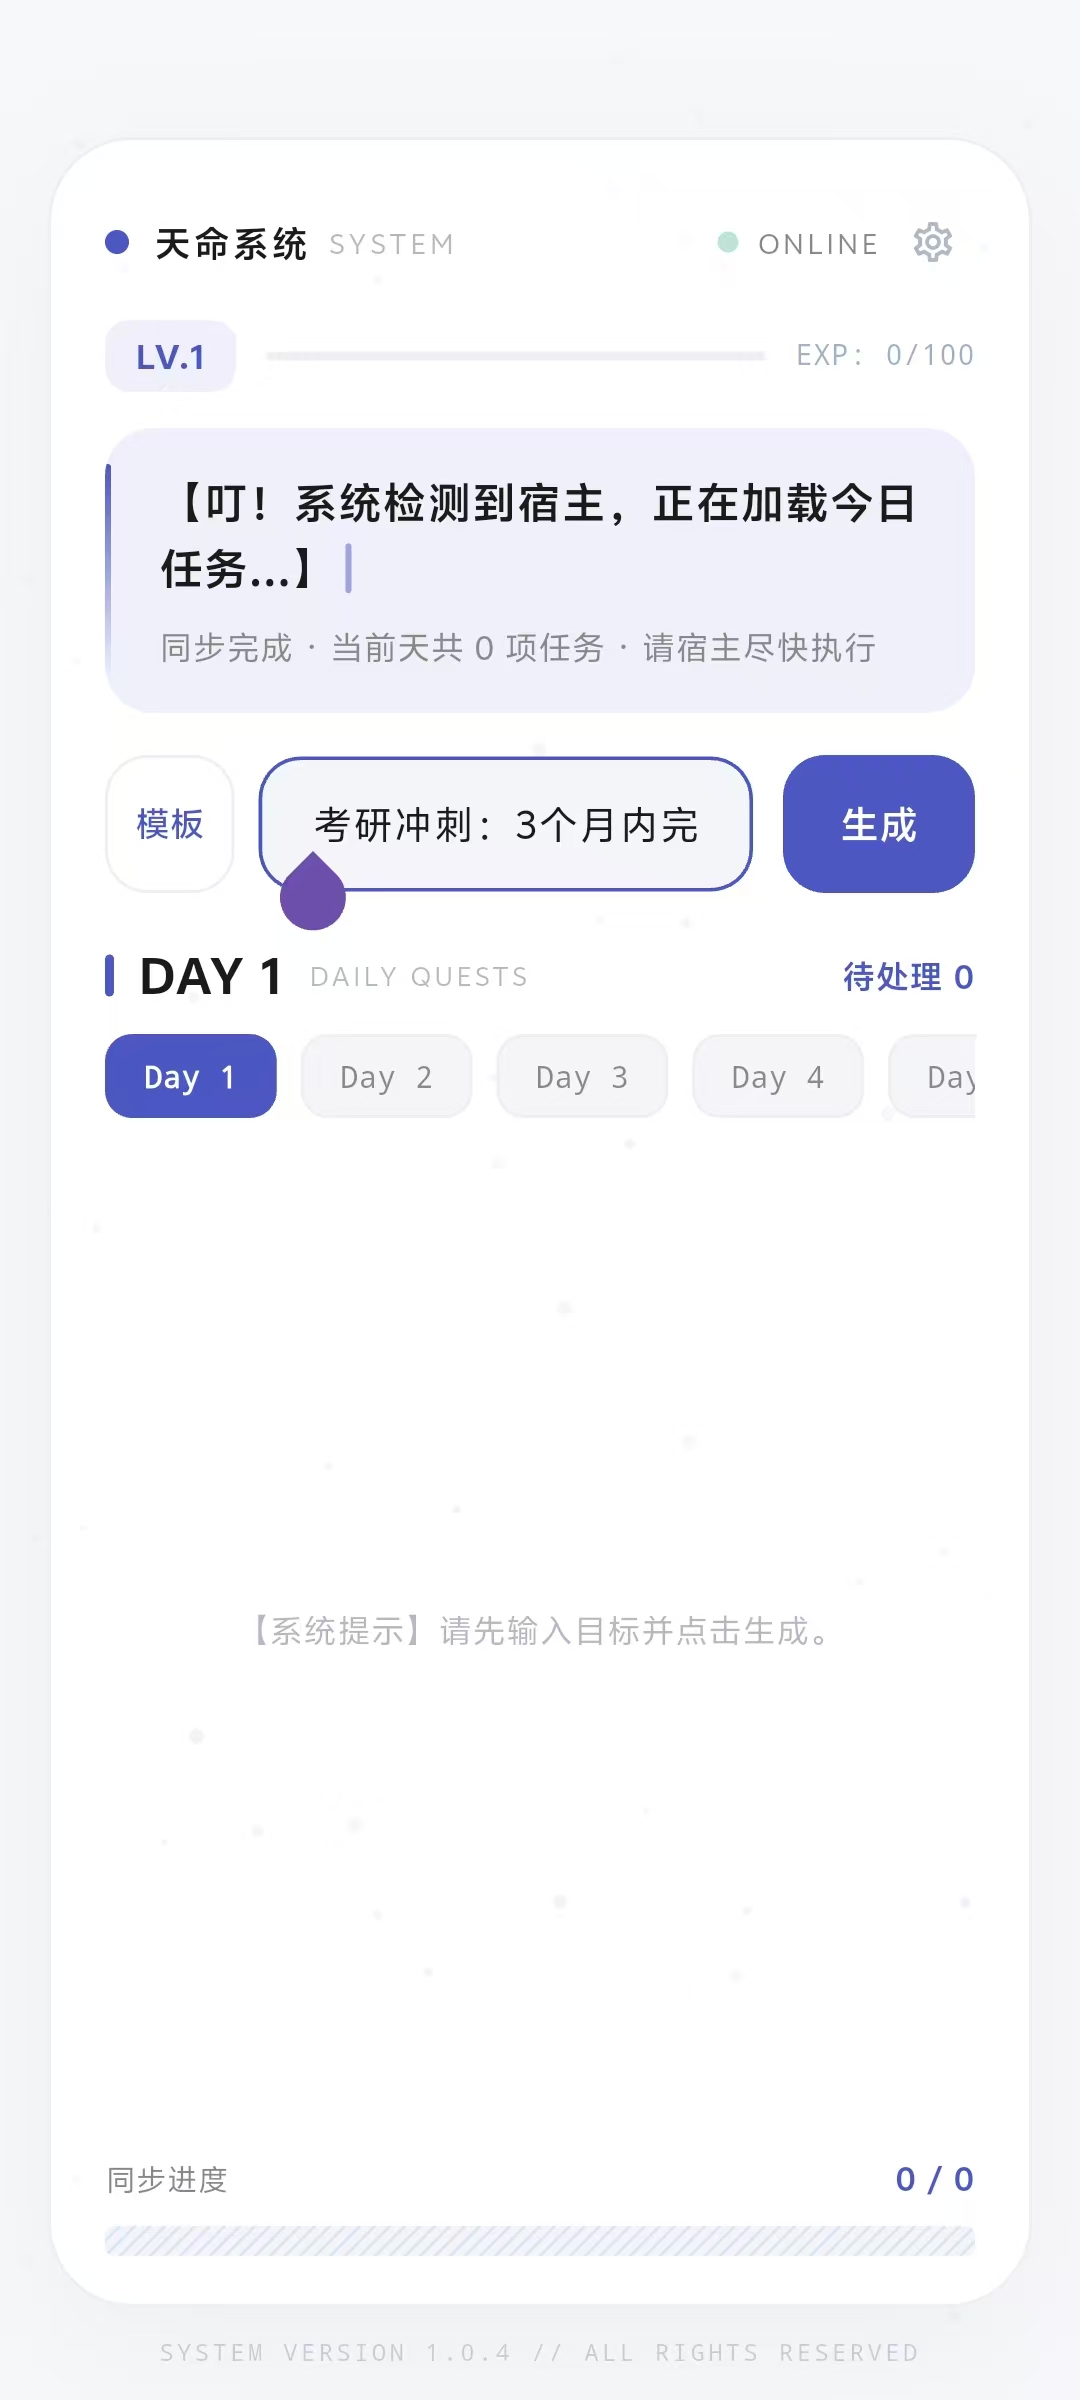 天命系统 SYSTEM ONLINE
LV.1 EXP: 0/100
【叮！系统检测到宿主，正在加载今日
任务...】
同步完成 · 当前天共 0 项任务 · 请宿主尽快执行
模板 考研冲刺：3个月内完 生成
DAY 1 DAILY QUESTS 待处理 0
Day 1 Day 2 Day 3 Day 4 Day
【系统提示】请先输入目标并点击生成。
同步进度 0 / 0
SYSTEM VERSION 1.0.4 // ALL RIGHTS RESERVED